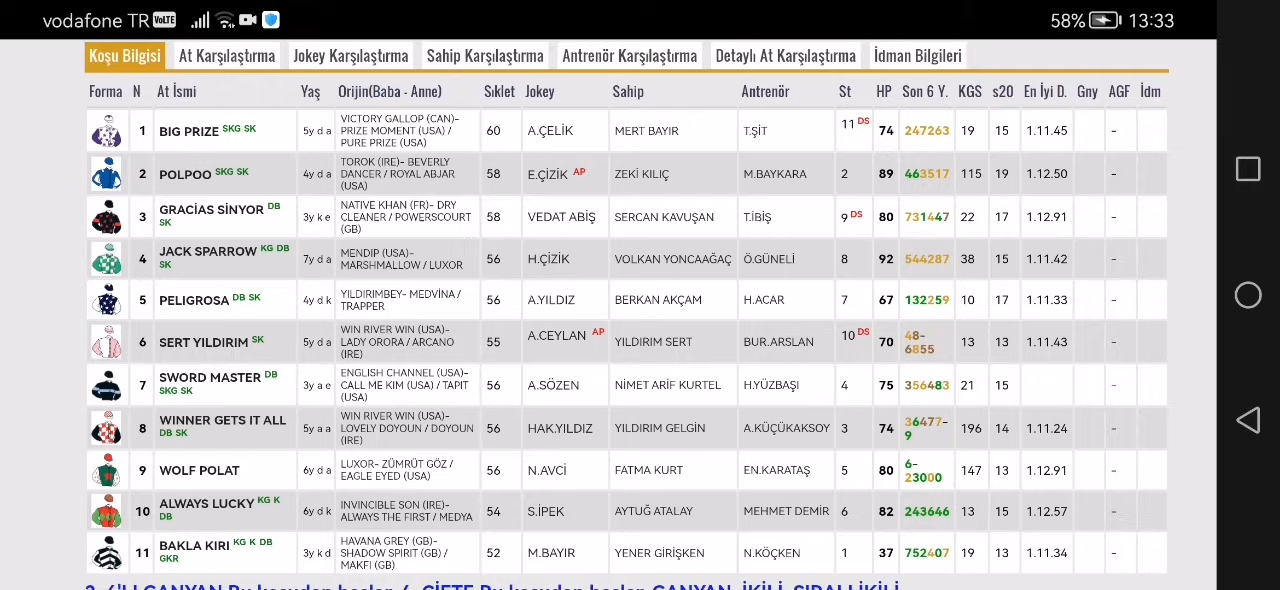 vodafone TR VoLTE 58% 13:33
Koşu Bilgisi At Karşılaştırma Jokey Karşılaştırma Sahip Karşılaştırma Antrenör Karşılaştırma Detaylı At Karşılaştırma İdman Bilgileri
Forma N At İsmi Yaş Orijin(Baba - Anne) Sıklet Jokey Sahip Antrenör St HP Son 6 Y. KGS s20 En İyi D. Gny AGF İdm
1 BIG PRIZE SKG SK 5y d a VICTORY GALLOP (CAN)- PRIZE MOMENT (USA) / PURE PRIZE (USA) 60 A.ÇELİK MERT BAYIR T.ŞİT 11 DS 74 247263 19 15 1.11.45 -
2 POLPOO SKG SK 4y d a TOROK (IRE)- BEVERLY DANCER / ROYAL ABJAR (USA) 58 E.ÇİZİK AP ZEKİ KILIÇ M.BAYKARA 2 89 463517 115 19 1.12.50 -
3 GRACİAS SİNYOR DB SK 3y k e NATIVE KHAN (FR)- DRY CLEANER / POWERSCOURT (GB) 58 VEDAT ABİŞ SERCAN KAVUŞAN T.İBİŞ 9 DS 80 731447 22 17 1.12.91 -
4 JACK SPARROW KG DB SK 7y d a MENDIP (USA)- MARSHMALLOW / LUXOR 56 H.ÇİZİK VOLKAN YONCAAĞAÇ Ö.GÜNELİ 8 92 544287 38 15 1.11.42 -
5 PELIGROSA DB SK 4y d k YILDIRIMBEY- MEDVİNA / TRAPPER 56 A.YILDIZ BERKAN AKÇAM H.ACAR 7 67 132259 10 17 1.11.33 -
6 SERT YILDIRIM SK 5y d a WIN RIVER WIN (USA)- LADY ORORA / ARCANO (IRE) 55 A.CEYLAN AP YILDIRIM SERT BUR.ARSLAN 10 DS 70 48-6855 13 13 1.11.43 -
7 SWORD MASTER DB SKG SK 3y a e ENGLISH CHANNEL (USA)- CALL ME KIM (USA) / TAPIT (USA) 56 A.SÖZEN NİMET ARİF KURTEL H.YÜZBAŞI 4 75 356483 21 15 -
8 WINNER GETS IT ALL DB SK 5y a a WIN RIVER WIN (USA)- LOVELY DOYOUN / DOYOUN (IRE) 56 HAK.YILDIZ YILDIRIM GELGİN A.KÜÇÜKAKSOY 3 74 36477-9 196 14 1.11.24 -
9 WOLF POLAT 6y d a LUXOR- ZÜMRÜT GÖZ / EAGLE EYED (USA) 56 N.AVCİ FATMA KURT EN.KARATAŞ 5 80 6-23000 147 13 1.12.91 -
10 ALWAYS LUCKY KG K DB 6y d k INVINCIBLE SON (IRE)- ALWAYS THE FIRST / MEDYA 54 S.İPEK AYTUĞ ATALAY MEHMET DEMİR 6 82 243646 13 15 1.12.57 -
11 BAKLA KIRI KG K DB GKR 3y k d HAVANA GREY (GB)- SHADOW SPIRIT (GB) / MAKFI (GB) 52 M.BAYIR YENER GİRİŞKEN N.KÖÇKEN 1 37 752407 19 13 1.11.34 -